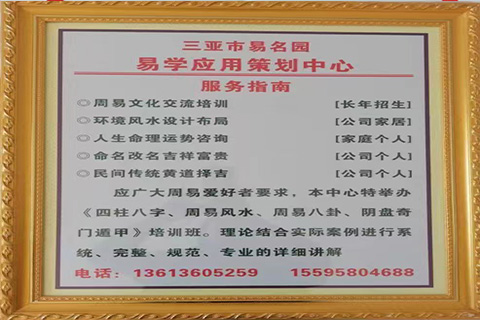 三亚市易名园
易学应用策划中心
服务指南
◎周易文化交流培训 [长年招生]
◎环境风水设计布局 [公司家居]
◎人生命理运势咨询 [家庭个人]
◎命名改名吉祥富贵 [公司个人]
◎民间传统黄道择吉 [公司个人]
应广大周易爱好者要求，本中心特举办
《四柱八字、周易风水、周易八卦、阴盘奇
门遁甲》培训班。理论结合实际案例进行系
统、完整、规范、专业的详细讲解
电话：13613605259 15595804688